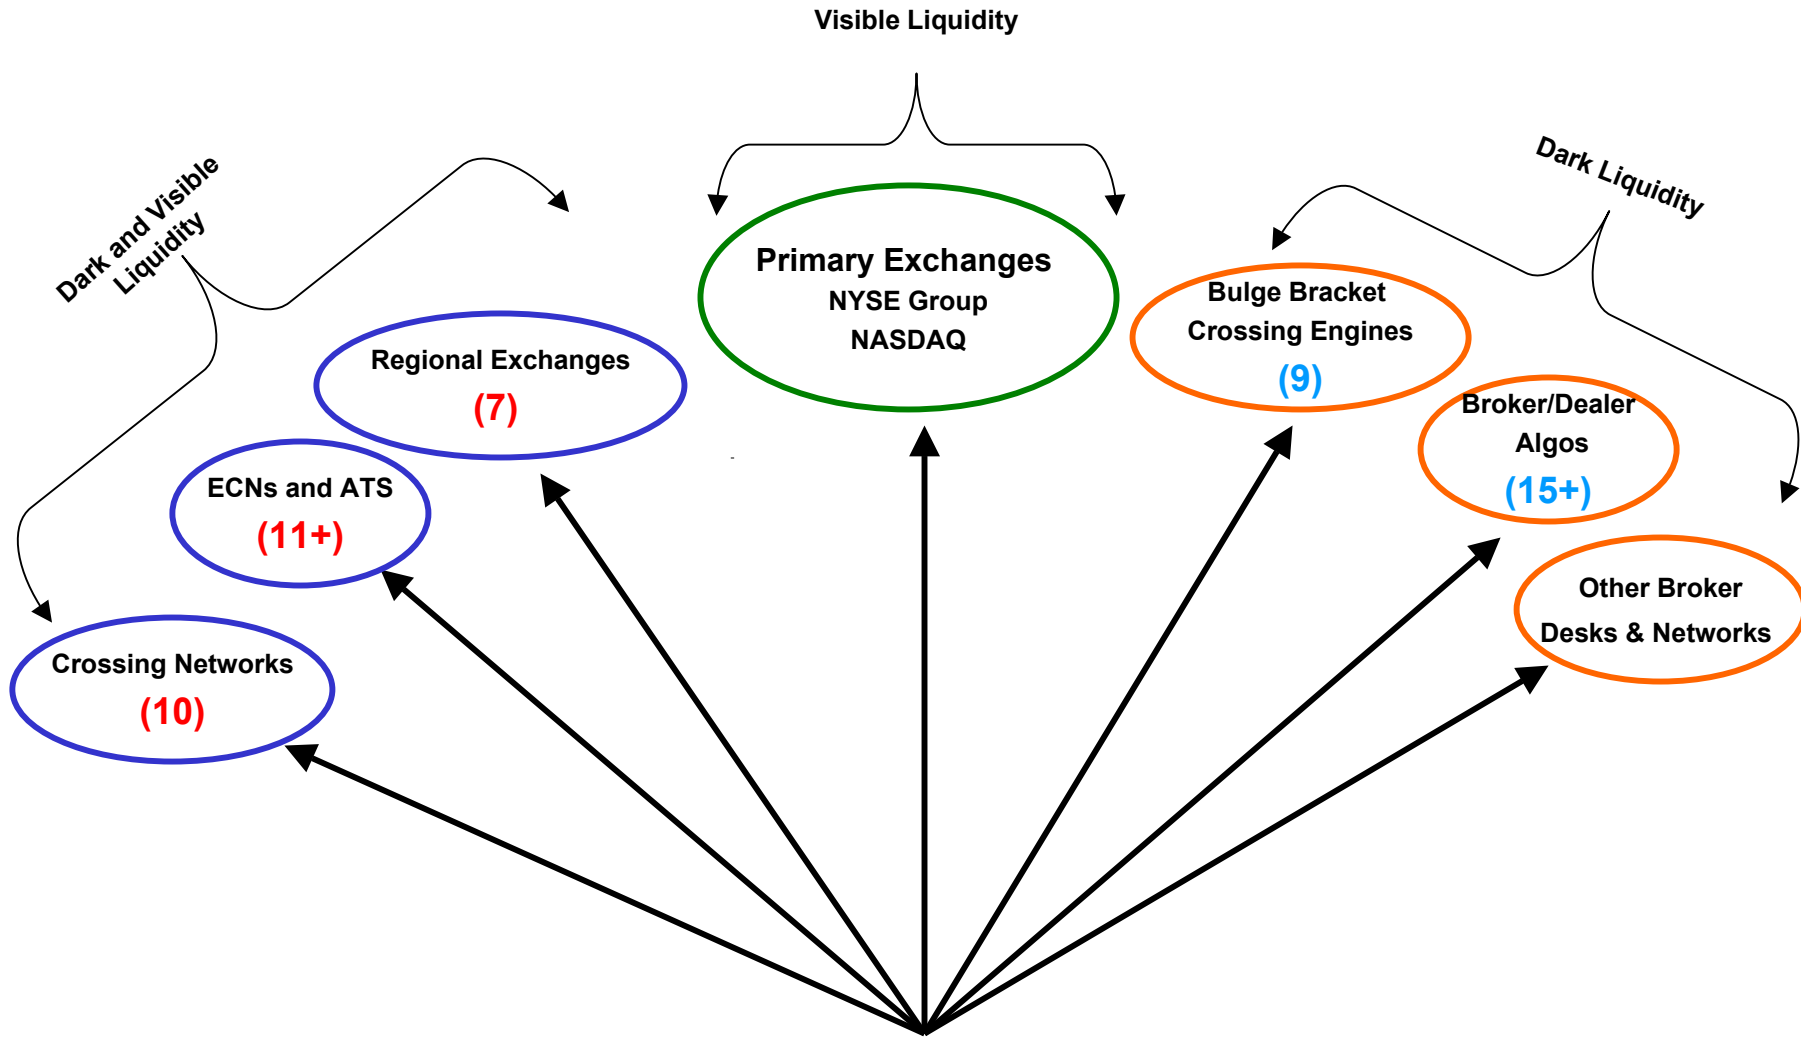 Visible Liquidity
Dark and Visible
Liquidity
Dark Liquidity
Primary Exchanges
NYSE Group
NASDAQ
Bulge Bracket
Crossing Engines
(9)
Regional Exchanges
(7)
Broker/Dealer
Algos
(15+)
ECNs and ATS
(11+)
Other Broker
Desks & Networks
Crossing Networks
(10)